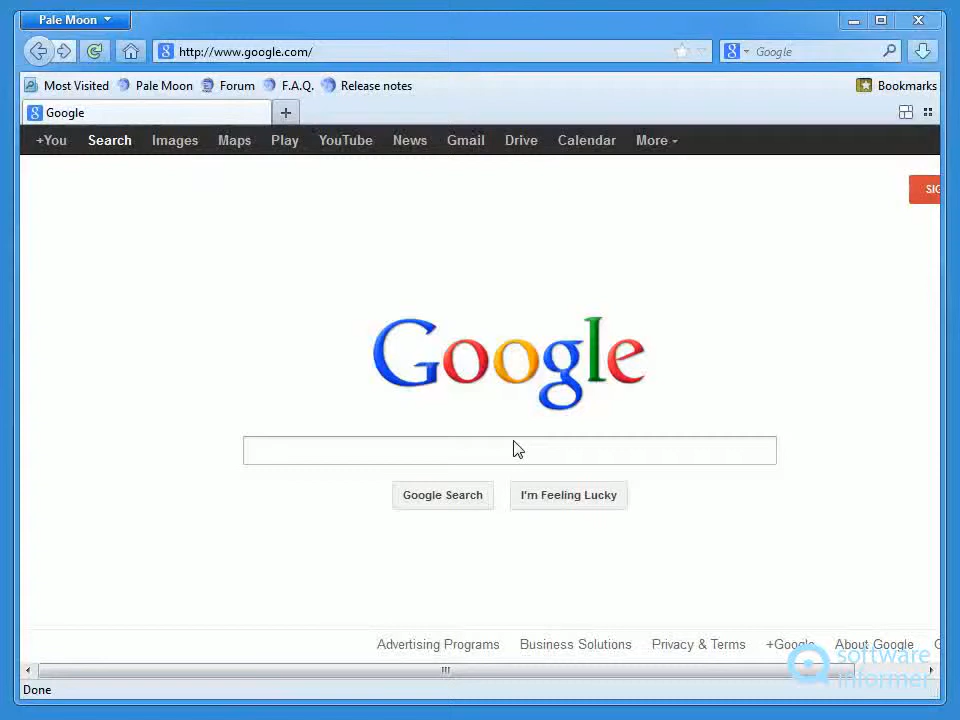 Pale Moon
http://www.google.com/
Google
Most Visited Pale Moon Forum F.A.Q. Release notes Bookmarks
Google
+You Search Images Maps Play YouTube News Gmail Drive Calendar More
Google
Google Search I'm Feeling Lucky
Advertising Programs Business Solutions Privacy & Terms +Google About Google
software
informer
Done